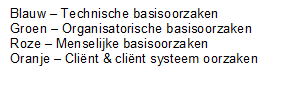 Blauw – Technische basisoorzaken
Groen – Organisatorische basisoorzaken
Roze – Menselijke basisoorzaken
Oranje – Cliënt & cliënt systeem oorzaken